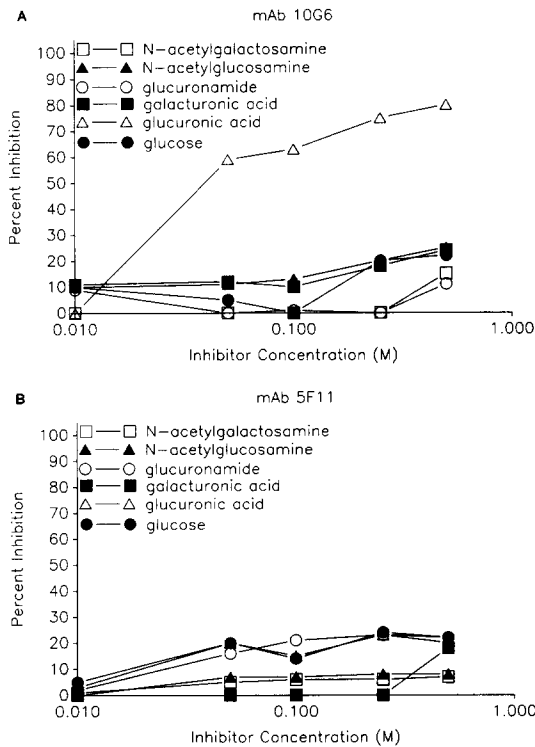 A
mAb 10G6
Percent Inhibition
100
90
80
70
60
50
40
30
20
10
0
N-acetylgalactosamine
N-acetylglucosamine
glucuronamide
galacturonic acid
glucuronic acid
glucose
0.010
0.100
1.000
Inhibitor Concentration (M)
B
mAb 5F11
Percent Inhibition
100
90
80
70
60
50
40
30
20
10
0
N-acetylgalactosamine
N-acetylglucosamine
glucuronamide
galacturonic acid
glucuronic acid
glucose
0.010
0.100
1.000
Inhibitor Concentration (M)